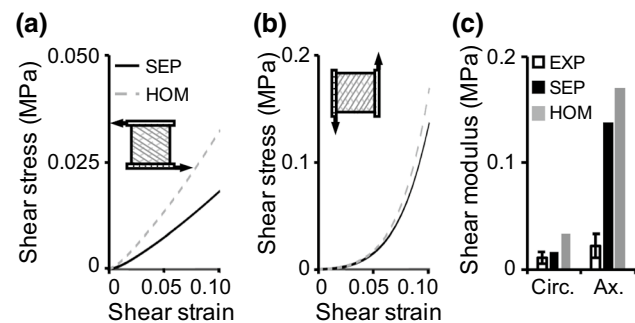 (a)
Shear stress (MPa)
0.050
0.025
0
SEP
HOM
0
0.05
0.10
Shear strain
(b)
Shear stress (MPa)
0.2
0.1
0
0
0.05
0.10
Shear strain
(c)
Shear modulus (MPa)
0.2
0.1
0
EXP
SEP
HOM
Circ.
Ax.